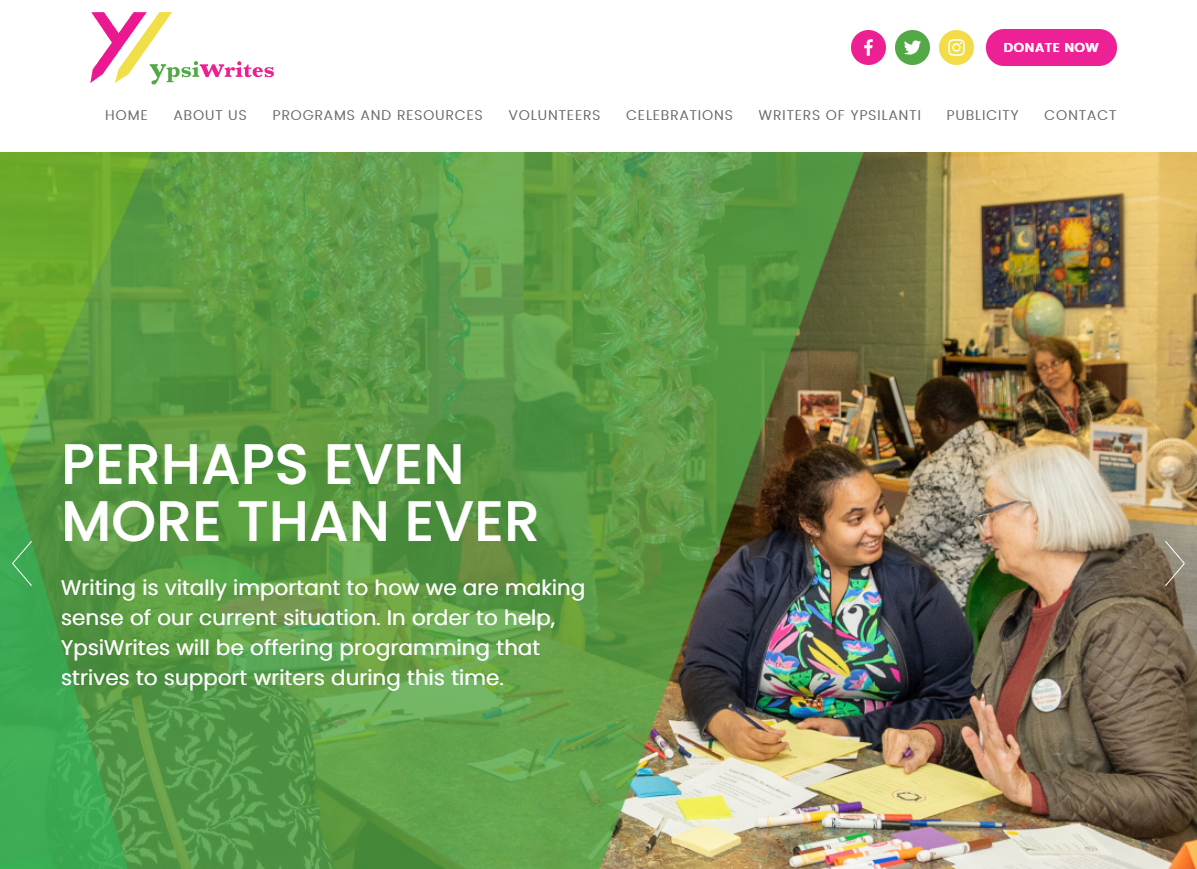 YpsiWrites
DONATE NOW
HOME ABOUT US PROGRAMS AND RESOURCES VOLUNTEERS CELEBRATIONS WRITERS OF YPSILANTI PUBLICITY CONTACT
PERHAPS EVEN
MORE THAN EVER
Writing is vitally important to how we are making
sense of our current situation. In order to help,
YpsiWrites will be offering programming that
strives to support writers during this time.